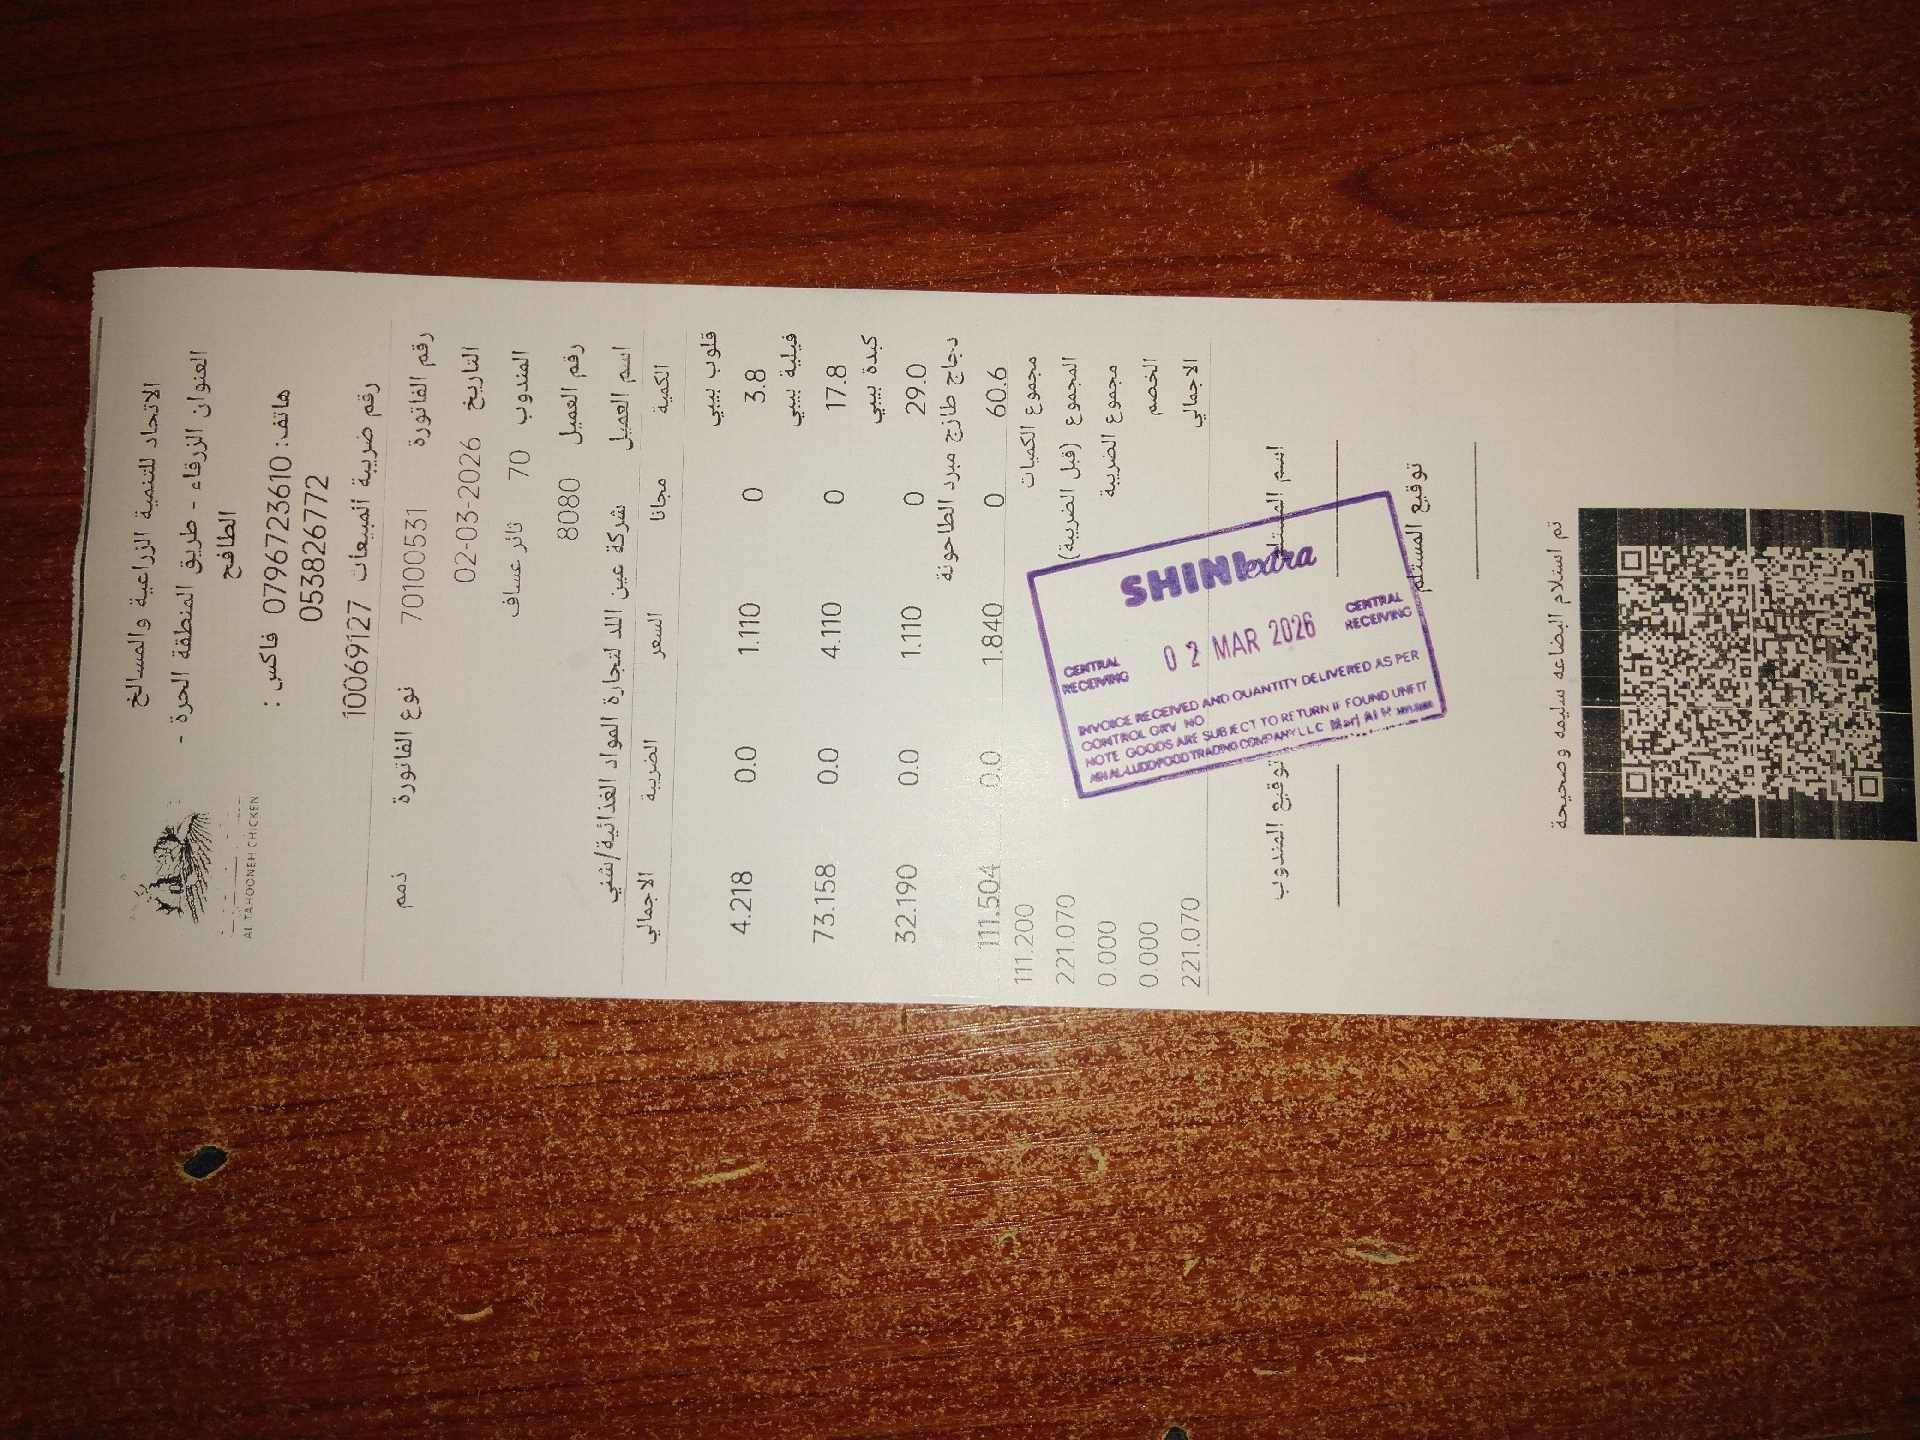 الاتحاد للتنمية الزراعية والمسالخ
العنوان الزرقاء - طريق المنطقة الحرة -
الطافح
هاتف: 0796723610 فاكس :
053826772
رقم ضريبة المبيعات 10069127
AL TAHOONEH CHICKEN
رقم الفاتورة 70100531 نوع الفاتورة ذمم
التاريخ 02-03-2026
المندوب 70 ثائر عساف
رقم العميل 8080
اسم العميل شركة عين اللد لتجارة المواد الغذائية/شني
الكمية مجانا السعر الضريبة الاجمالي
قلوب بيبي
3.8 0 1.110 0.0 4.218
فيلية بيبي
17.8 0 4.110 0.0 73.158
كبدة بيبي
29.0 0 1.110 0.0 32.190
دجاج طازج مبرد الطاحونة
60.6 0 1.840 0.0 111.504
مجموع الكميات 111.200
المجموع (قبل الضريبة) 221.070
مجموع الضريبة 0.000
الخصم 0.000
الاجمالي 221.070
SHINI extra
CENTRAL RECEIVING
02 MAR 2026
CENTRAL RECEIVING
INVOICE RECEIVED AND QUANTITY DELIVERED AS PER
CONTROL GRV NO
NOTE GOODS ARE SUBJECT TO RETURN IF FOUND UNFIT
AIN AL-LUDD FOOD TRADING COMPANY L.L.C
اسم المستلم توقيع المندوب
توقيع المستلم
تم استلام البضاعه سليمه وصحيحة